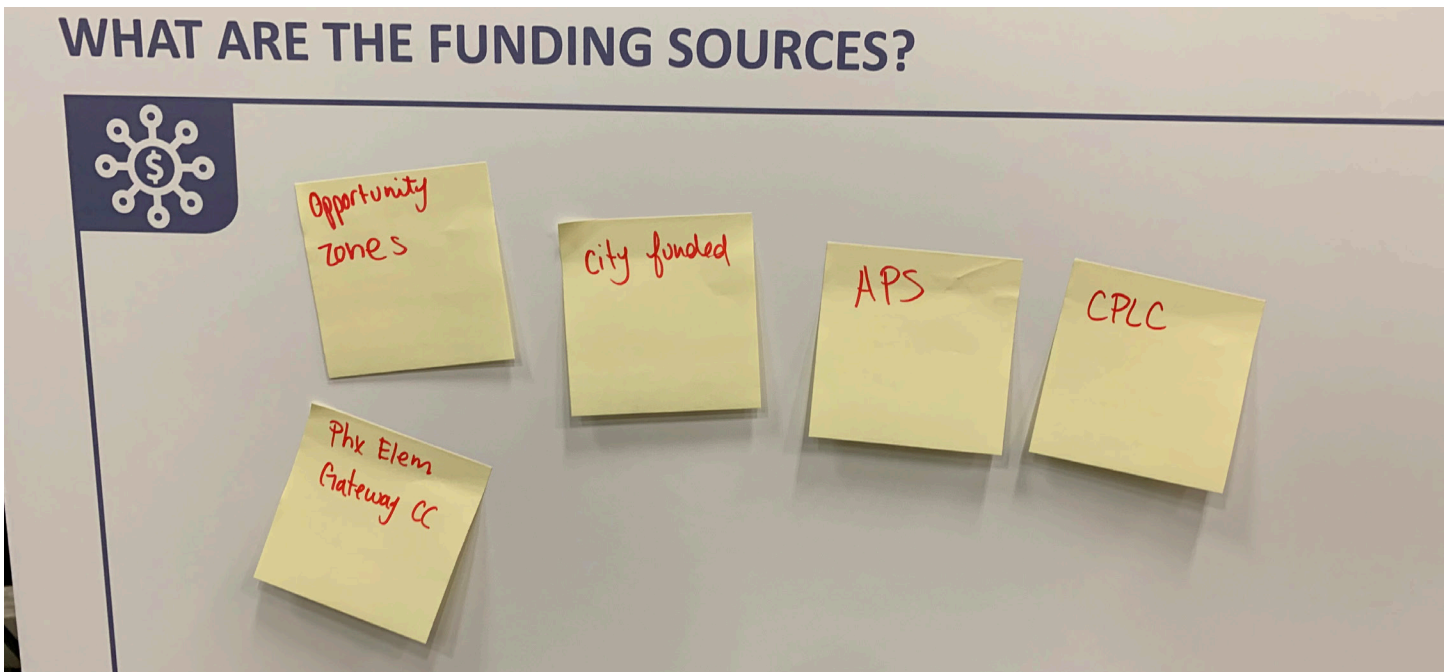 WHAT ARE THE FUNDING SOURCES?
$
Opportunity
zones
city funded
APS
CPLC
Phx Elem
Gateway CC